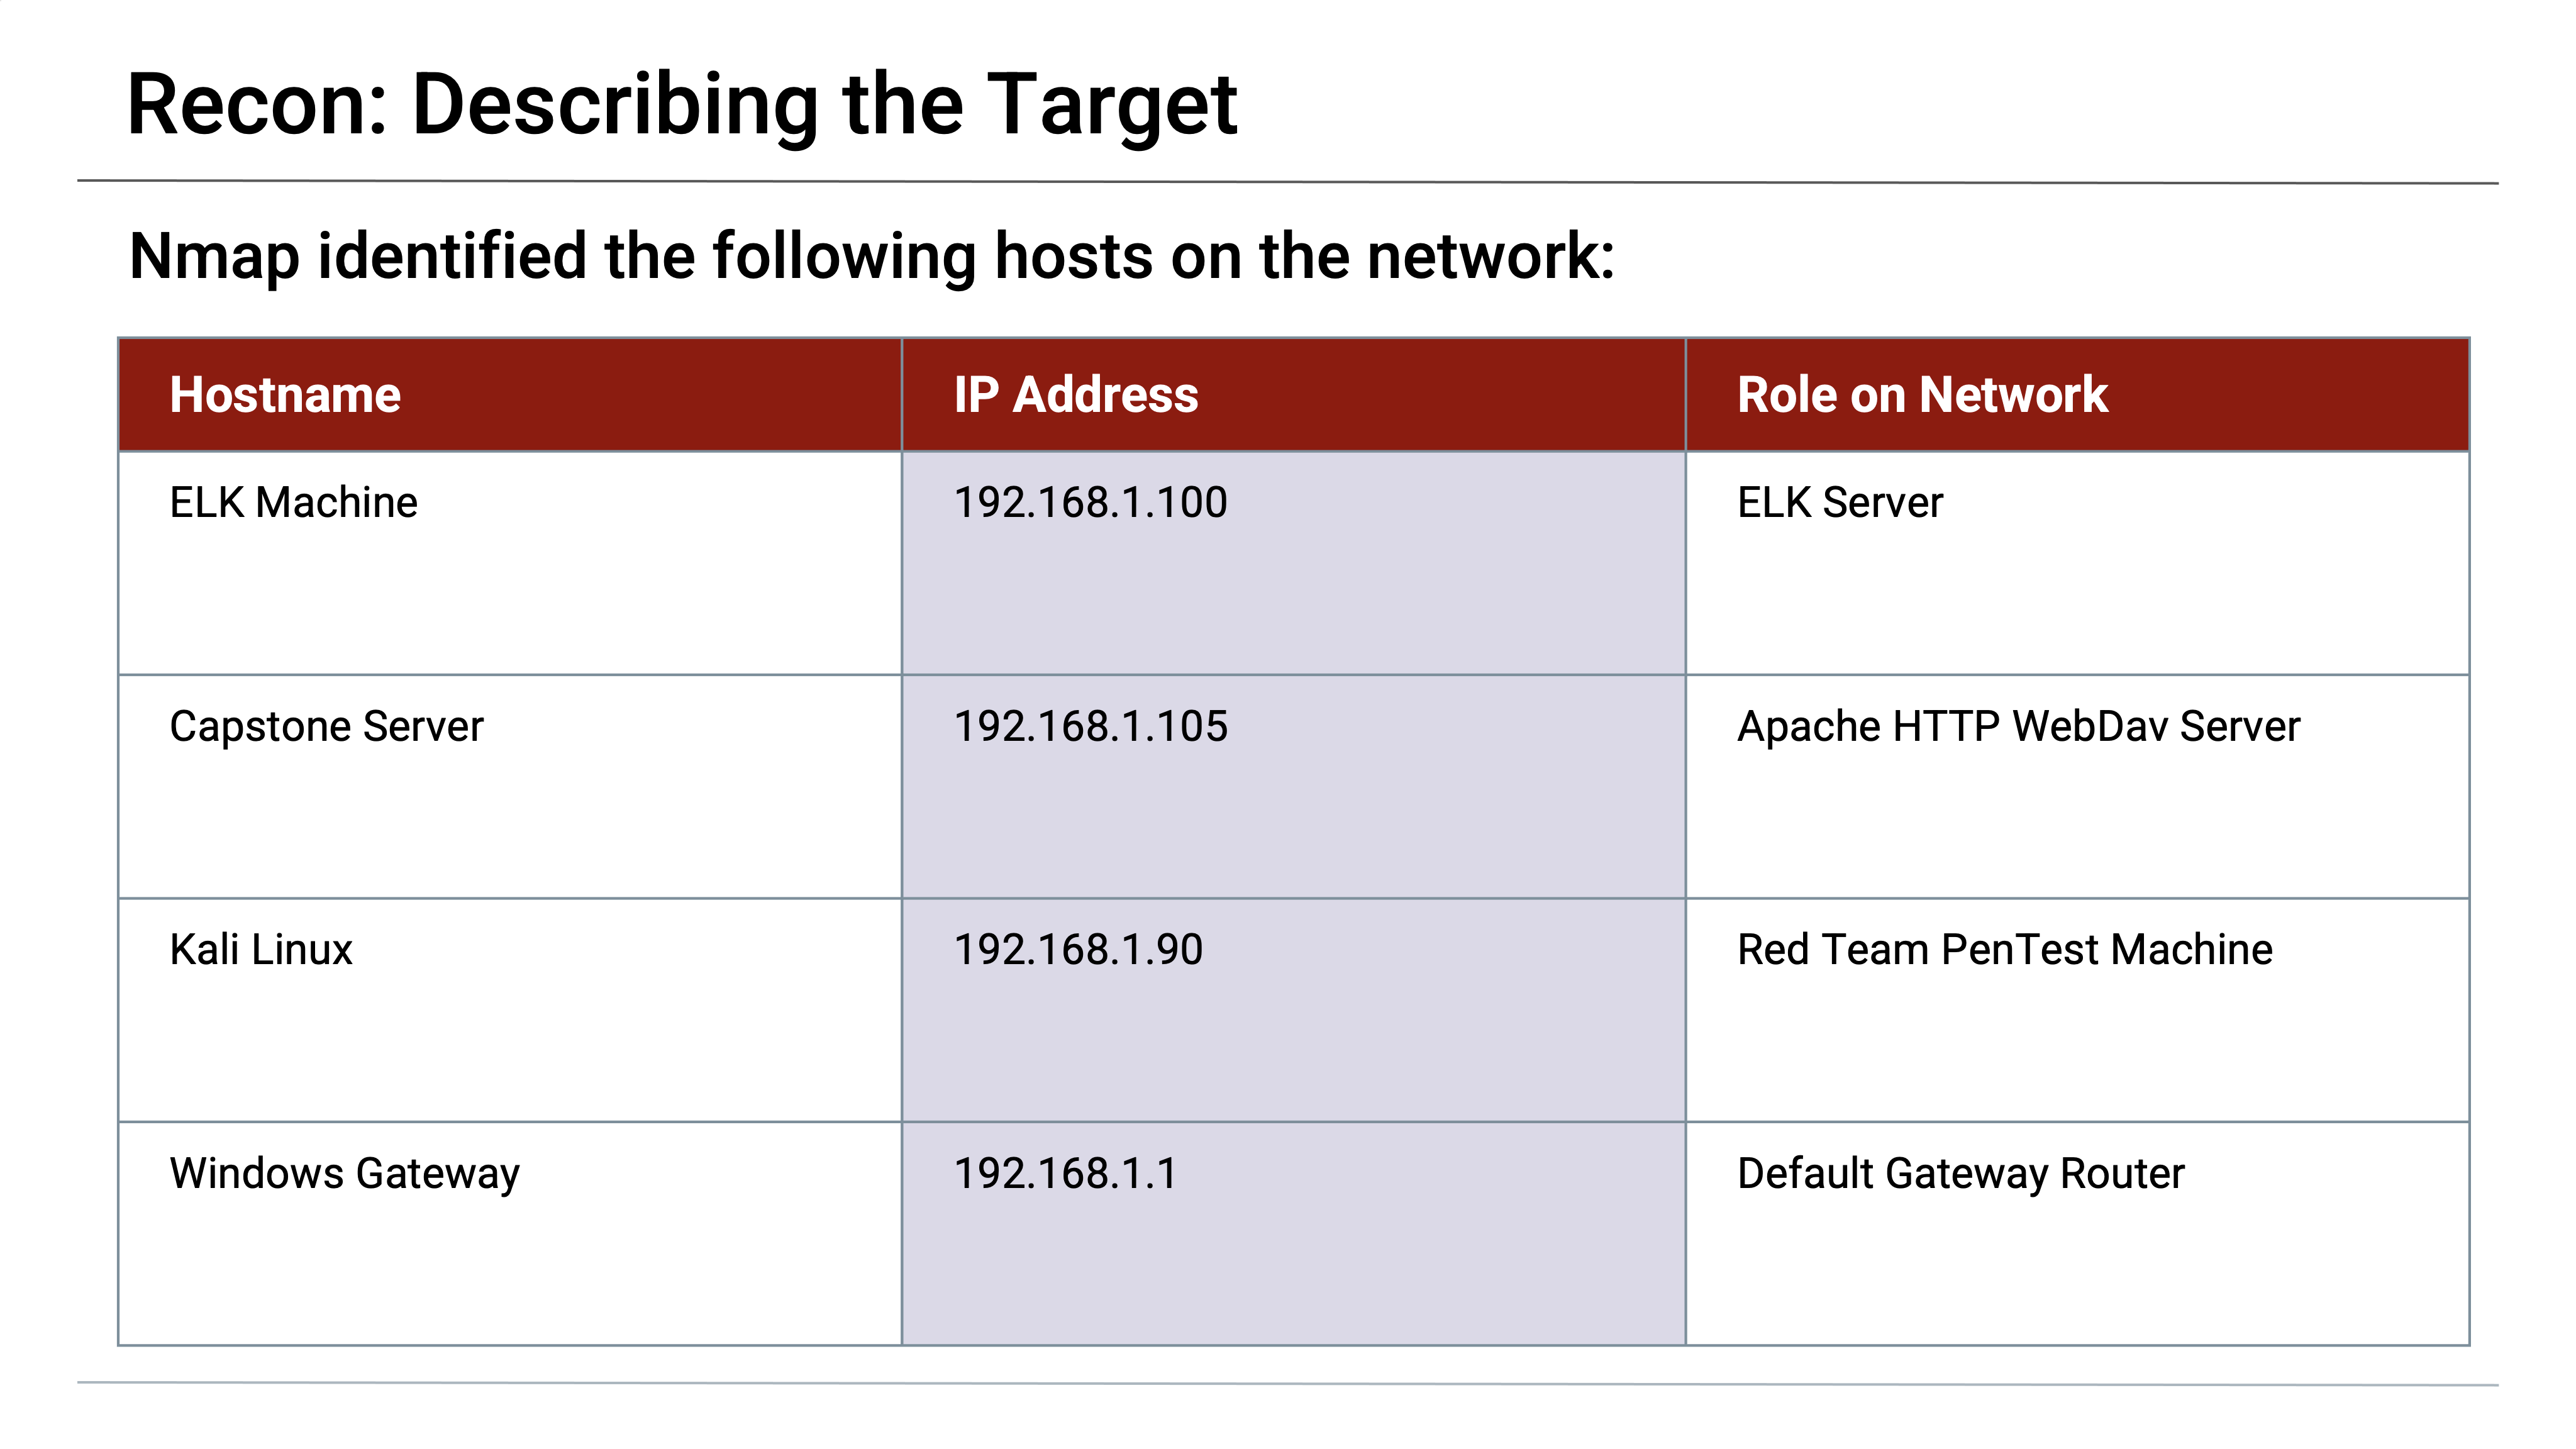 Recon: Describing the Target
Nmap identified the following hosts on the network:
Hostname IP Address Role on Network
ELK Machine 192.168.1.100 ELK Server
Capstone Server 192.168.1.105 Apache HTTP WebDav Server
Kali Linux 192.168.1.90 Red Team PenTest Machine
Windows Gateway 192.168.1.1 Default Gateway Router